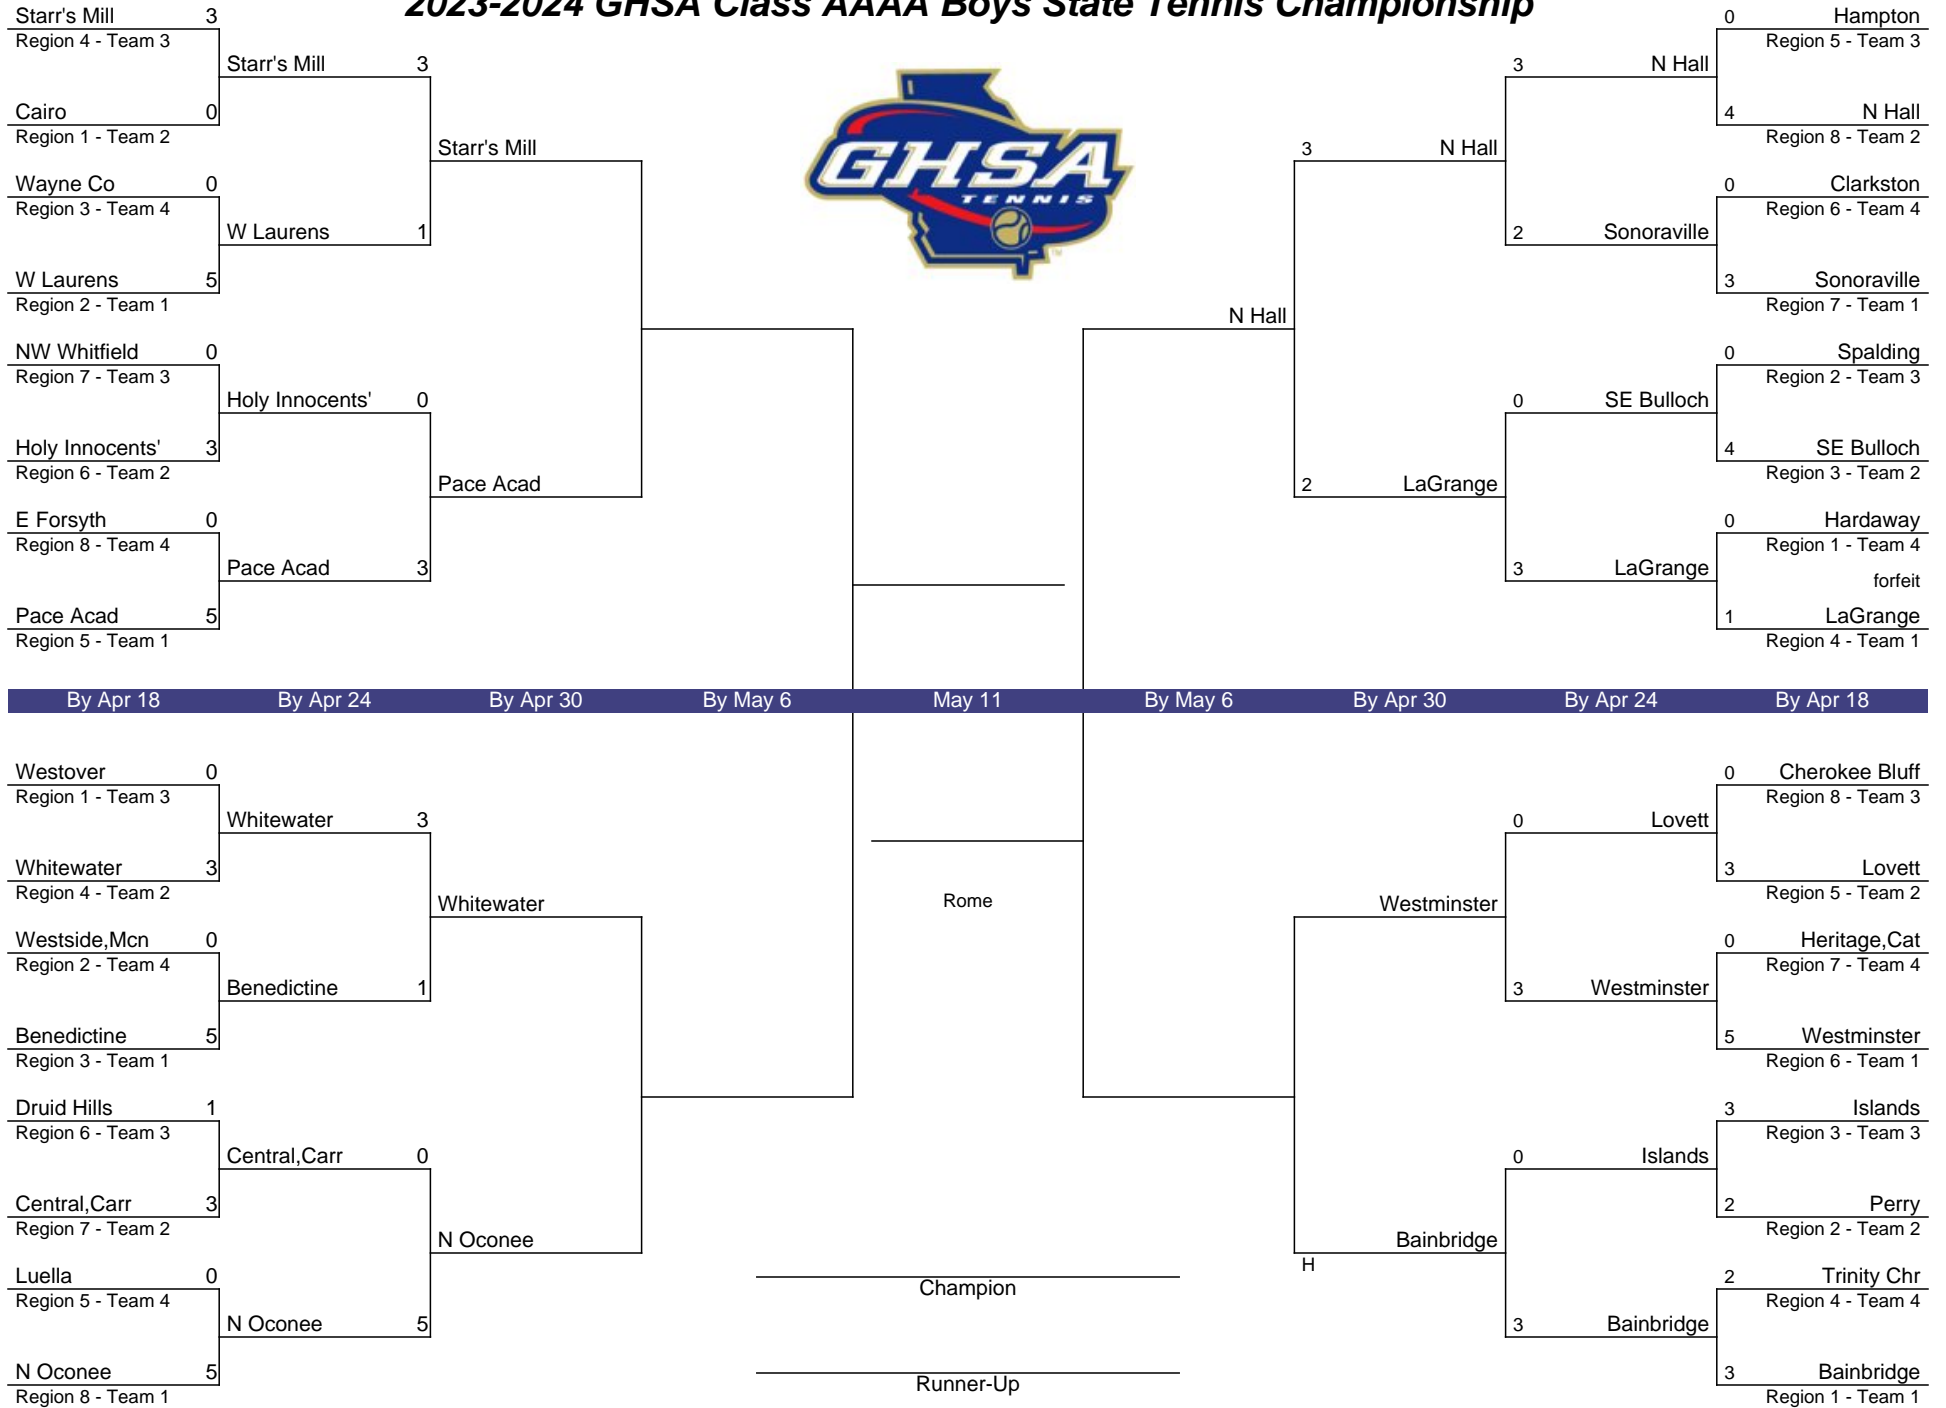 2023-2024 GHSA Class AAAA Boys State Tennis Championship
Starr's Mill 3
Region 4 - Team 3
Cairo 0
Region 1 - Team 2
Wayne Co 0
Region 3 - Team 4
W Laurens 5
Region 2 - Team 1
NW Whitfield 0
Region 7 - Team 3
Holy Innocents' 3
Region 6 - Team 2
E Forsyth 0
Region 8 - Team 4
Pace Acad 5
Region 5 - Team 1
Starr's Mill 3
W Laurens 1
Holy Innocents' 0
Pace Acad 3
Starr's Mill
Pace Acad
GHSA
TENNIS
TM
N Hall
3 N Hall
2 LaGrange
3 N Hall
2 Sonoraville
0 SE Bulloch
3 LaGrange
0 Hampton
Region 5 - Team 3
4 N Hall
Region 8 - Team 2
0 Clarkston
Region 6 - Team 4
3 Sonoraville
Region 7 - Team 1
0 Spalding
Region 2 - Team 3
4 SE Bulloch
Region 3 - Team 2
0 Hardaway
Region 1 - Team 4
forfeit
1 LaGrange
Region 4 - Team 1
By Apr 18 By Apr 24 By Apr 30 By May 6 May 11 By May 6 By Apr 30 By Apr 24 By Apr 18
Westover 0
Region 1 - Team 3
Whitewater 3
Region 4 - Team 2
Westside,Mcn 0
Region 2 - Team 4
Benedictine 5
Region 3 - Team 1
Druid Hills 1
Region 6 - Team 3
Central,Carr 3
Region 7 - Team 2
Luella 0
Region 5 - Team 4
N Oconee 5
Region 8 - Team 1
Whitewater 3
Benedictine 1
Central,Carr 0
N Oconee 5
Whitewater
N Oconee
Rome
Champion
Runner-Up
Westminster
Bainbridge
H
0 Lovett
3 Westminster
0 Islands
3 Bainbridge
0 Cherokee Bluff
Region 8 - Team 3
3 Lovett
Region 5 - Team 2
0 Heritage,Cat
Region 7 - Team 4
5 Westminster
Region 6 - Team 1
3 Islands
Region 3 - Team 3
2 Perry
Region 2 - Team 2
2 Trinity Chr
Region 4 - Team 4
3 Bainbridge
Region 1 - Team 1